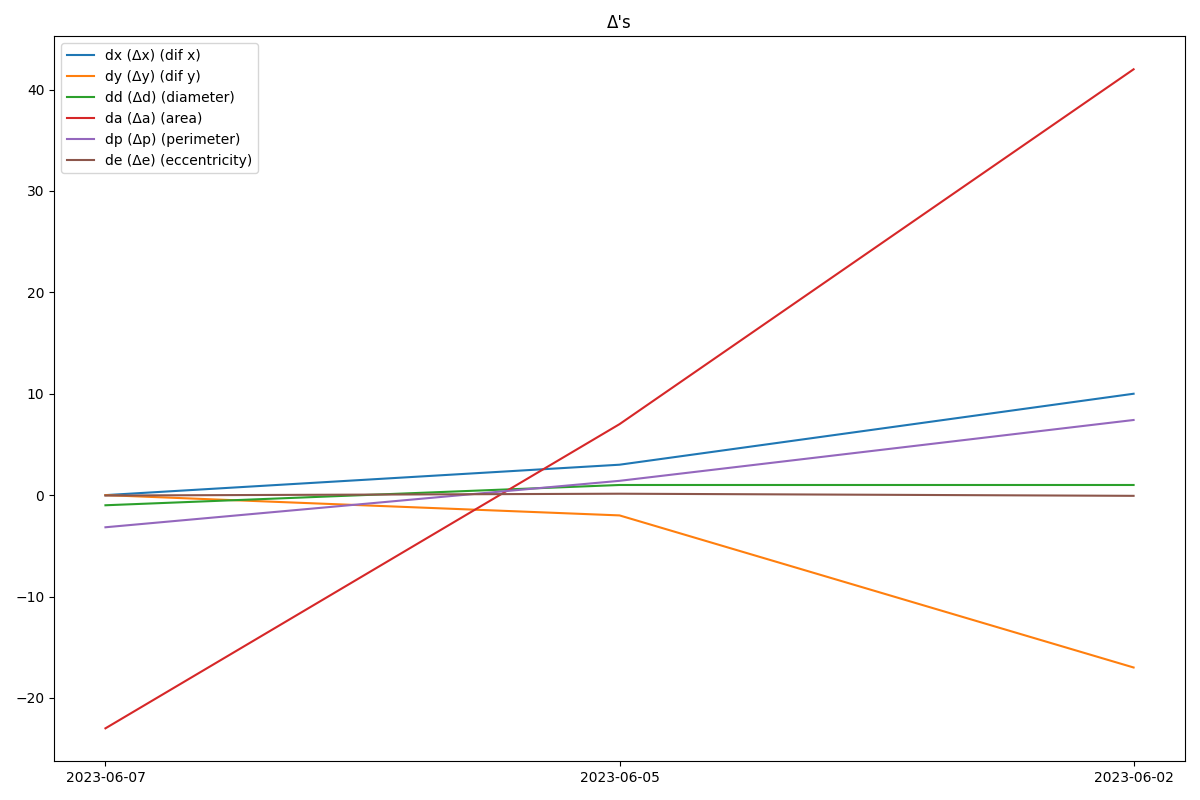 Δ's
dx (Δx) (dif x)
dy (Δy) (dif y)
dd (Δd) (diameter)
da (Δa) (area)
dp (Δp) (perimeter)
de (Δe) (eccentricity)
40
30
20
10
0
−10
−20
2023-06-07 2023-06-05 2023-06-02